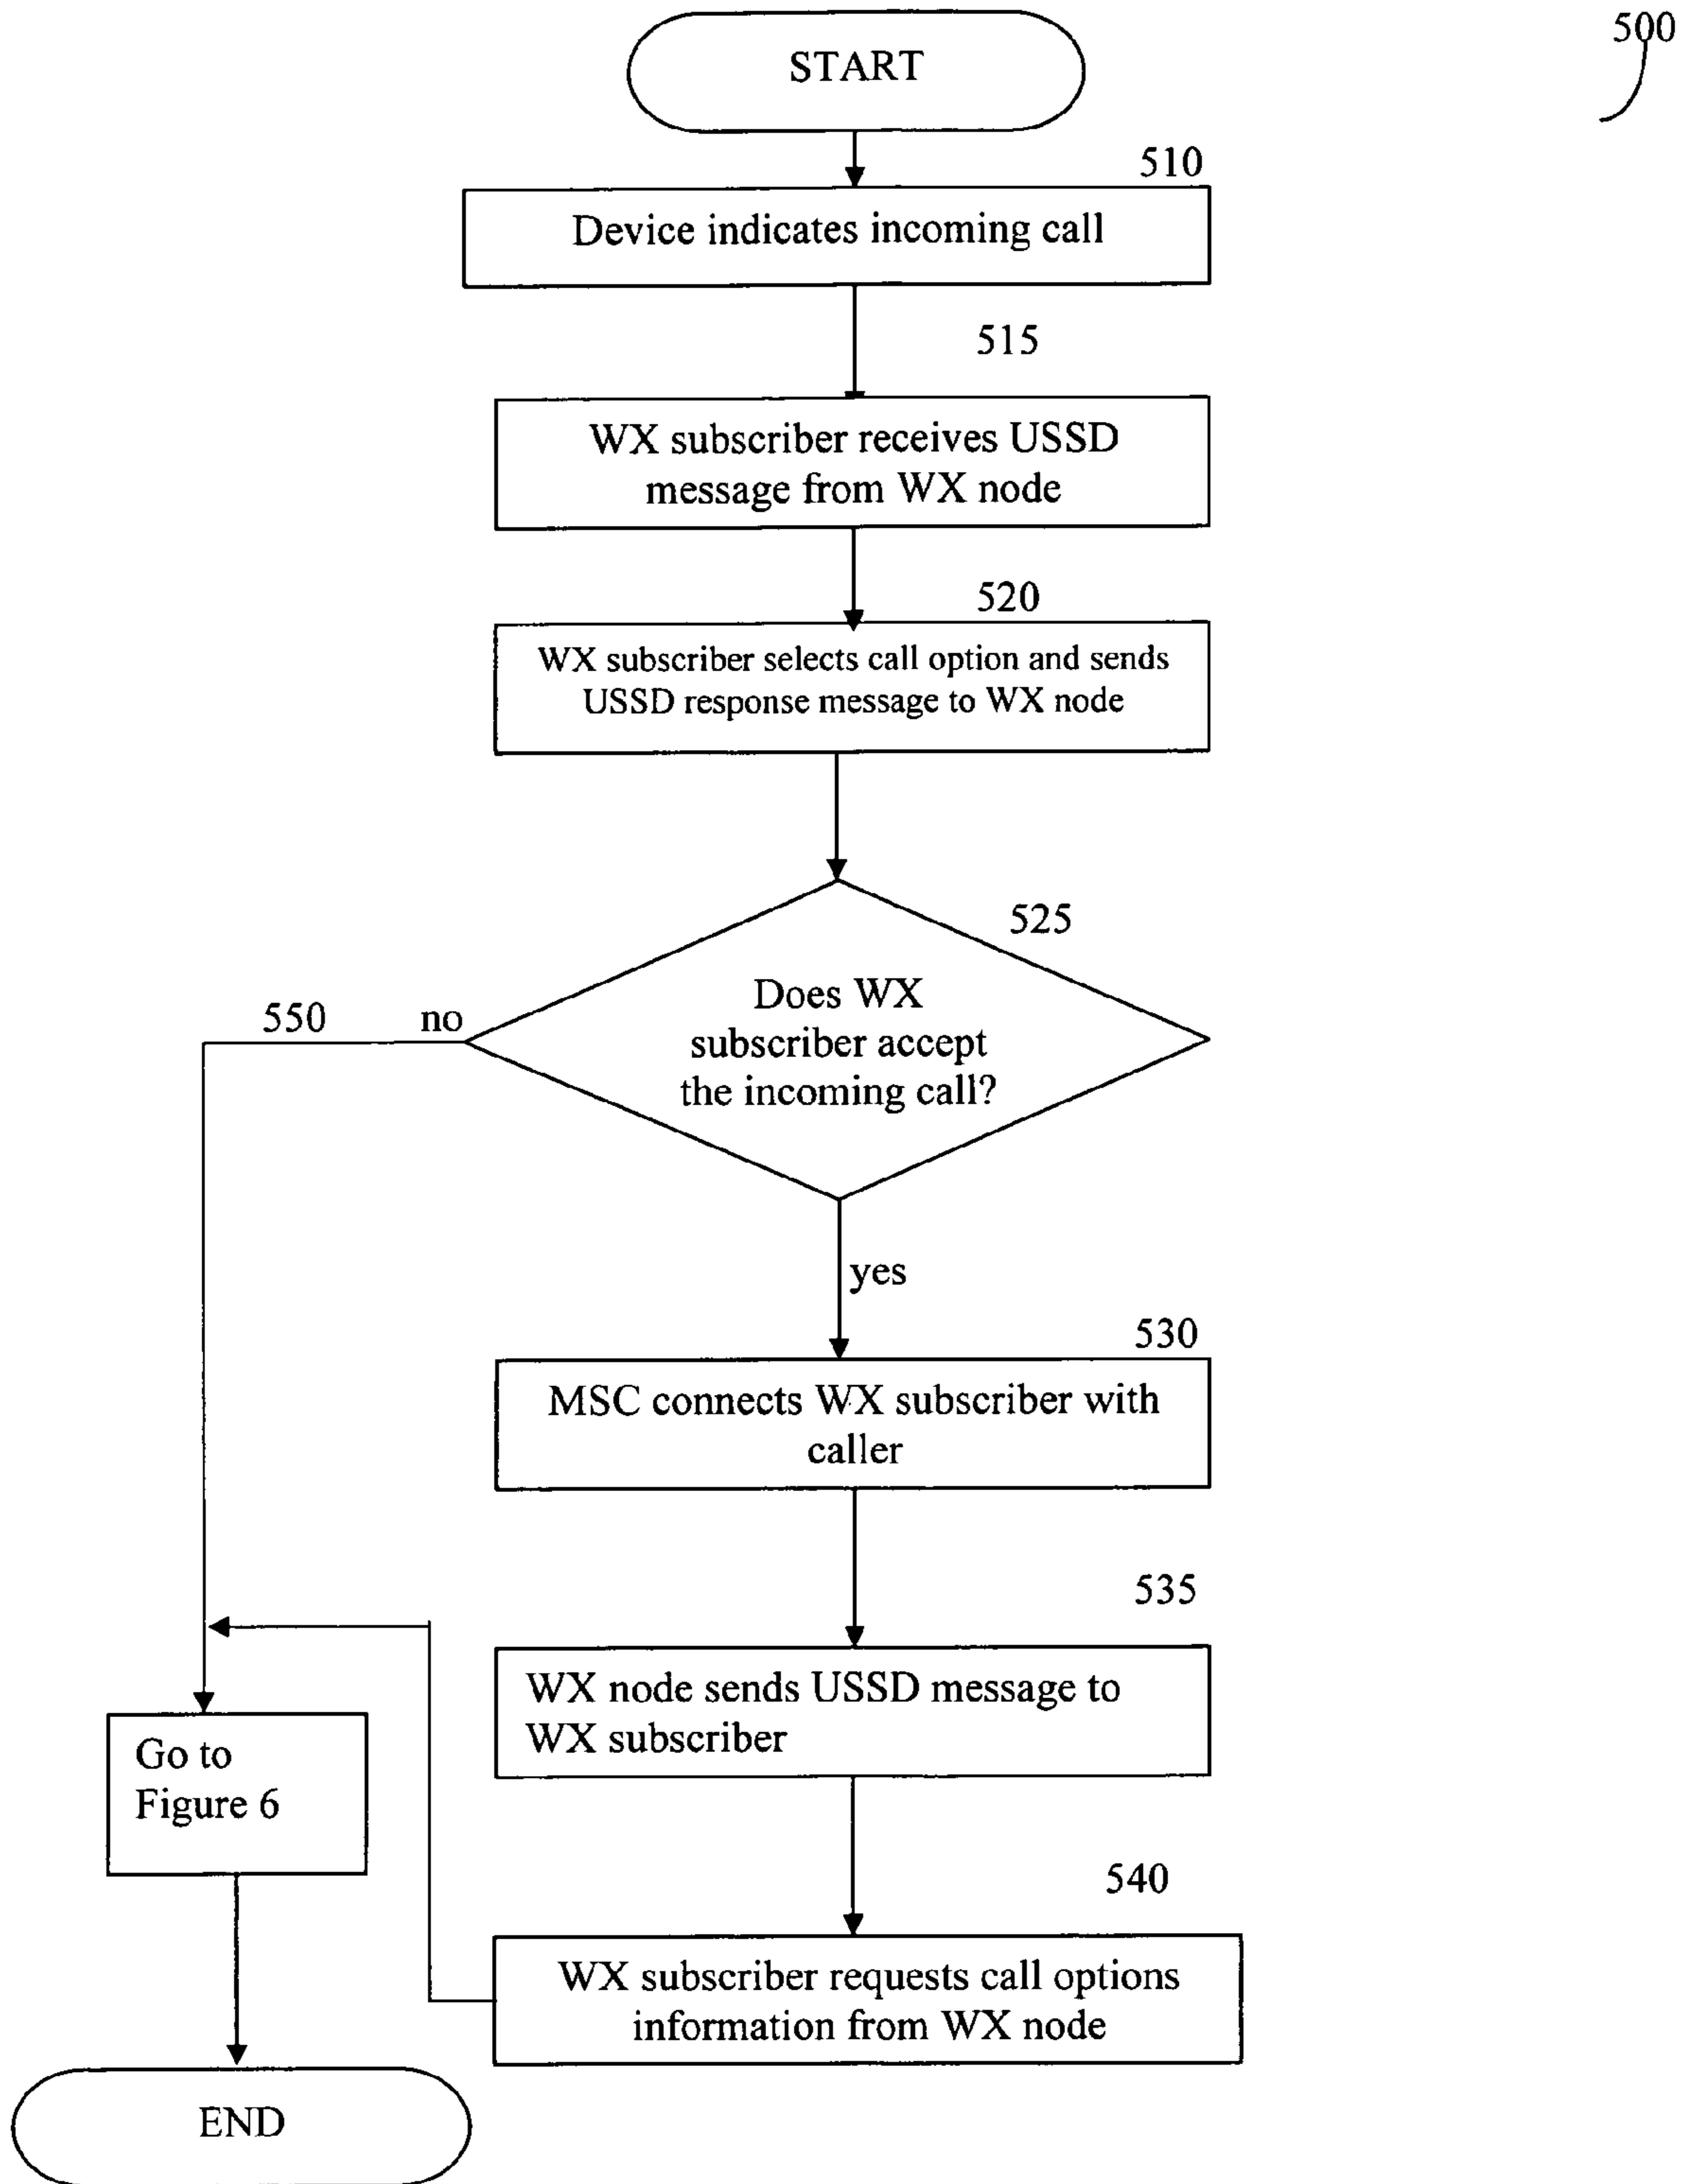 500
START
510
Device indicates incoming call
515
WX subscriber receives USSD
message from WX node
520
WX subscriber selects call option and sends
USSD response message to WX node
525
Does WX
subscriber accept
the incoming call?
550
no
yes
530
MSC connects WX subscriber with
caller
535
WX node sends USSD message to
WX subscriber
Go to
Figure 6
540
WX subscriber requests call options
information from WX node
END